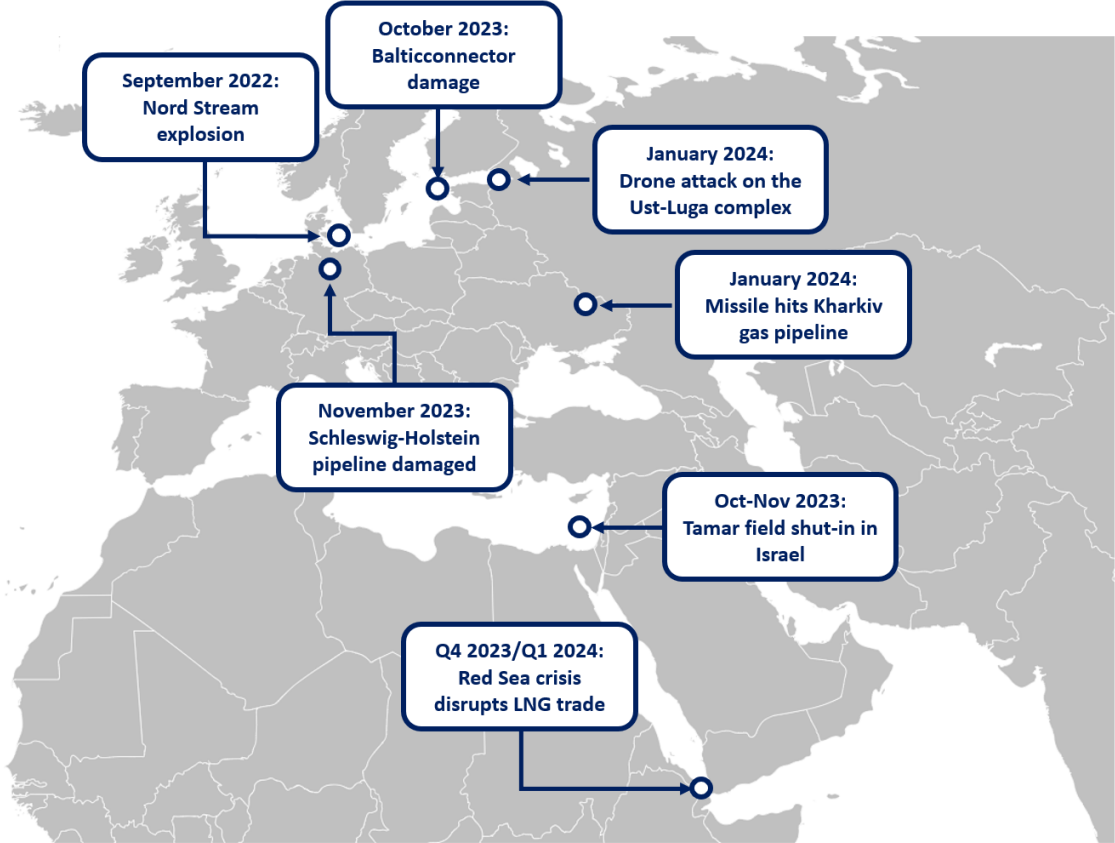 October 2023:
Balticconnector
damage
September 2022:
Nord Stream
explosion
January 2024:
Drone attack on the
Ust-Luga complex
January 2024:
Missile hits Kharkiv
gas pipeline
November 2023:
Schleswig-Holstein
pipeline damaged
Oct-Nov 2023:
Tamar field shut-in in
Israel
Q4 2023/Q1 2024:
Red Sea crisis
disrupts LNG trade